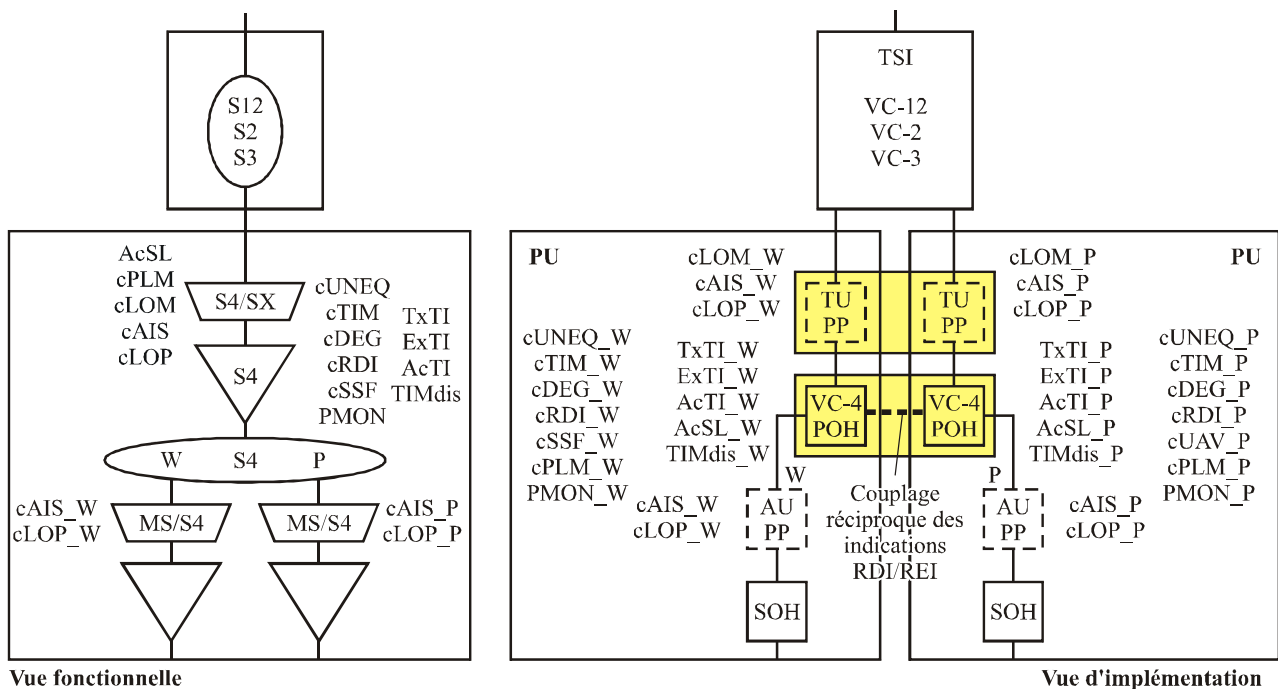 S12
S2
S3
AcSL
cPLM
cLOM
cAIS
cLOP
S4/SX
cUNEQ
cTIM
cDEG
cRDI
cSSF
PMON
TxTI
ExTI
AcTI
TIMdis
S4
W S4 P
cAIS_W
cLOP_W
MS/S4
MS/S4
cAIS_P
cLOP_P
Vue fonctionnelle
TSI
VC-12
VC-2
VC-3
PU
cLOM_W
cAIS_W
cLOP_W
TU
PP
TU
PP
cLOM_P
cAIS_P
cLOP_P
PU
cUNEQ_W
cTIM_W
cDEG_W
cRDI_W
cSSF_W
cPLM_W
PMON_W
TxTI_W
ExTI_W
AcTI_W
AcSL_W
TIMdis_W
VC-4
POH
VC-4
POH
TxTI_P
ExTI_P
AcTI_P
AcSL_P
TIMdis_P
cUNEQ_P
cTIM_P
cDEG_P
cRDI_P
cUAV_P
cPLM_P
PMON_P
W
P
cAIS_W
cLOP_W
AU
PP
Couplage
réciproque des
indications
RDI/REI
AU
PP
cAIS_P
cLOP_P
SOH
SOH
Vue d'implémentation